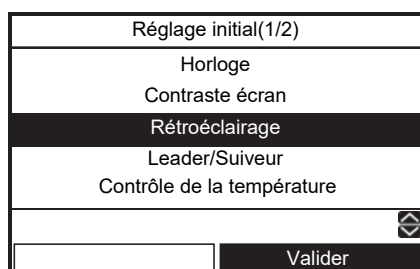 Réglage initial(1/2)
Horloge
Contraste écran
Rétroéclairage
Leader/Suiveur
Contrôle de la température
Valider